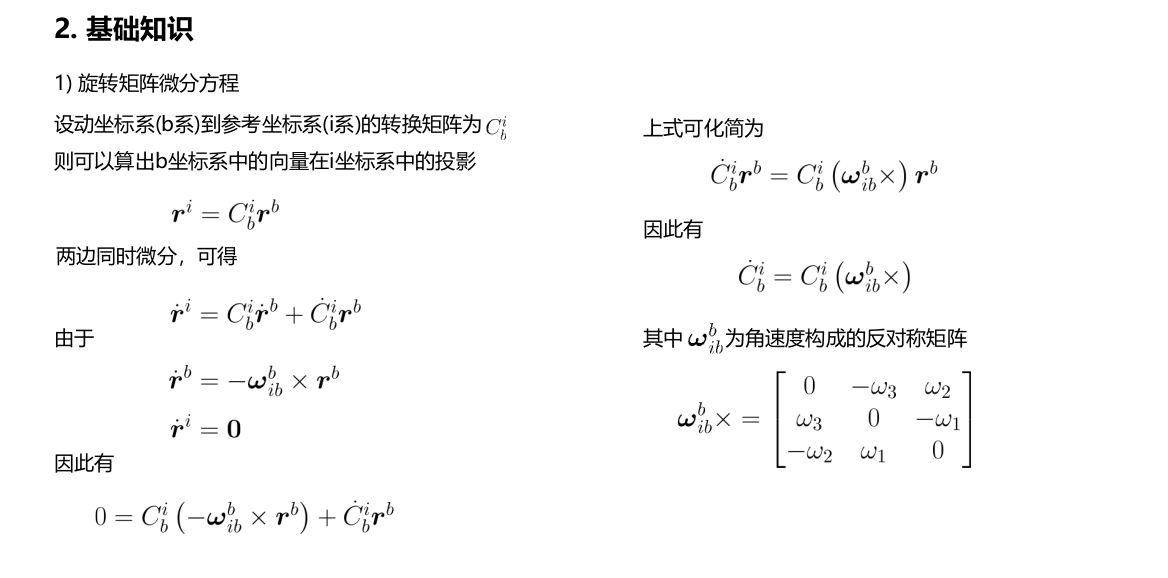 2. 基础知识
1) 旋转矩阵微分方程
设动坐标系(b系)到参考坐标系(i系)的转换矩阵为 $C_b^i$
则可以算出b坐标系中的向量在i坐标系中的投影
$\boldsymbol{r}^i = C_b^i \boldsymbol{r}^b$
两边同时微分，可得
$\dot{\boldsymbol{r}}^i = C_b^i \dot{\boldsymbol{r}}^b + \dot{C}_b^i \boldsymbol{r}^b$
由于
$\dot{\boldsymbol{r}}^b = -\boldsymbol{\omega}_{ib}^b \times \boldsymbol{r}^b$
$\dot{\boldsymbol{r}}^i = \mathbf{0}$
因此有
$0 = C_b^i \left(-\boldsymbol{\omega}_{ib}^b \times \boldsymbol{r}^b\right) + \dot{C}_b^i \boldsymbol{r}^b$
上式可化简为
$\dot{C}_b^i \boldsymbol{r}^b = C_b^i \left(\boldsymbol{\omega}_{ib}^b \times\right) \boldsymbol{r}^b$
因此有
$\dot{C}_b^i = C_b^i \left(\boldsymbol{\omega}_{ib}^b \times\right)$
其中 $\boldsymbol{\omega}_{ib}^b$ 为角速度构成的反对称矩阵
$\boldsymbol{\omega}_{ib}^b \times = \begin{bmatrix} 0 & -\omega_3 & \omega_2 \\ \omega_3 & 0 & -\omega_1 \\ -\omega_2 & \omega_1 & 0 \end{bmatrix}$